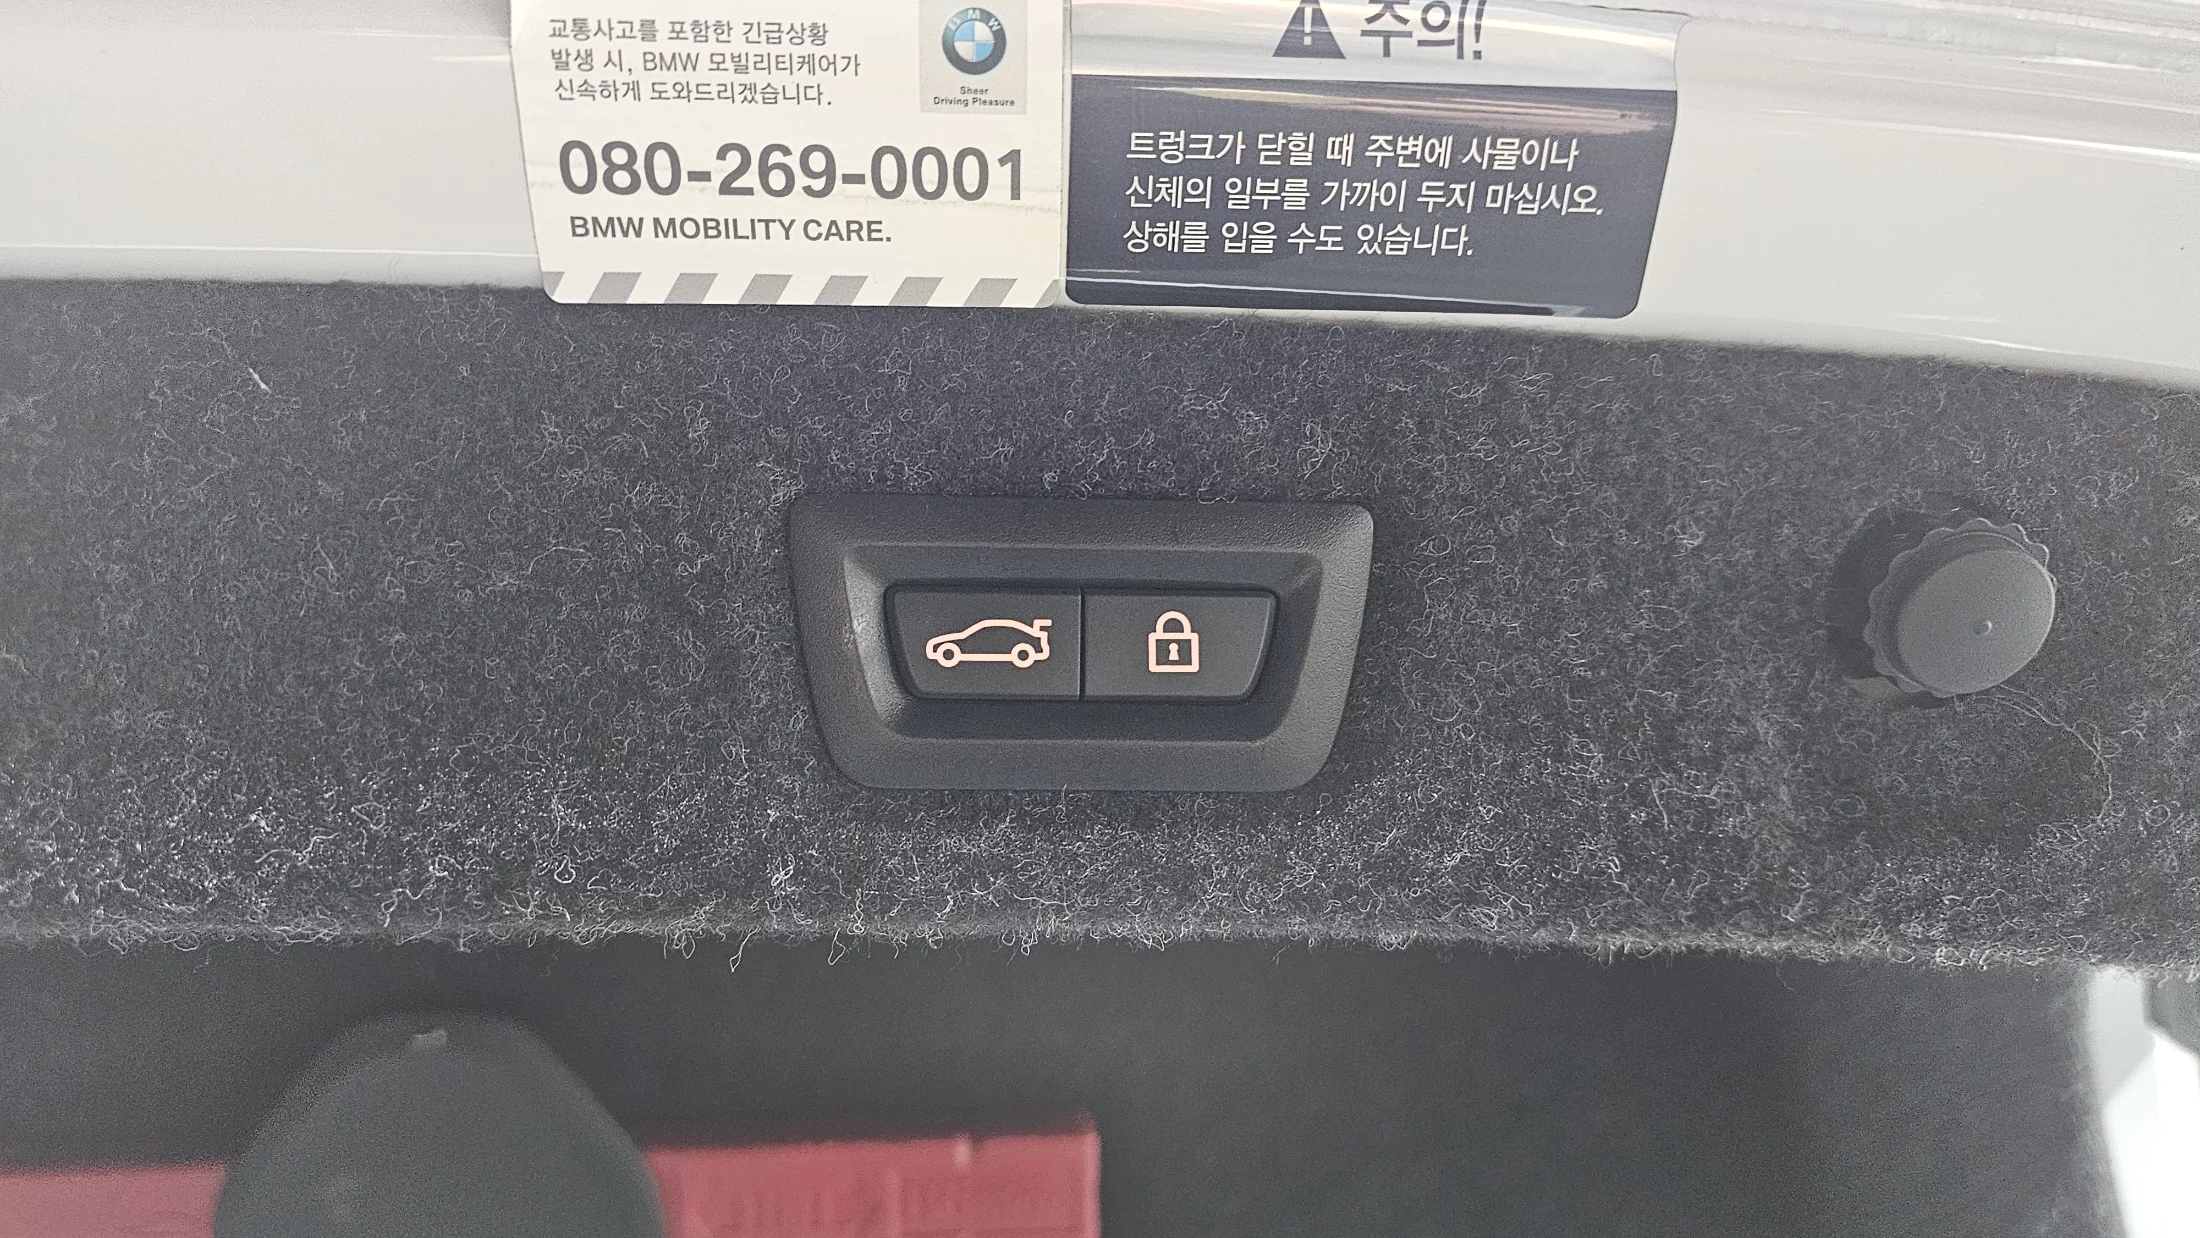 교통사고를 포함한 긴급상황
발생 시, BMW 모빌리티케어가
신속하게 도와드리겠습니다.
BMW
Sheer
Driving Pleasure
080-269-0001
BMW MOBILITY CARE.
주의!
트렁크가 닫힐 때 주변에 사물이나
신체의 일부를 가까이 두지 마십시오.
상해를 입을 수도 있습니다.